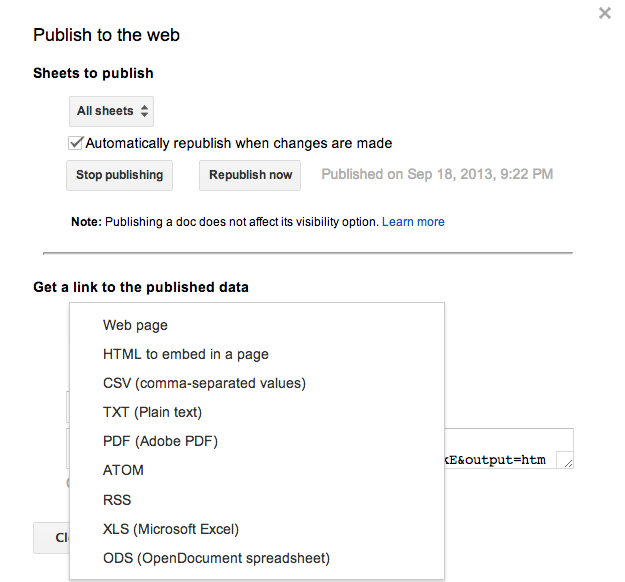 Publish to the web
Sheets to publish
All sheets
Automatically republish when changes are made
Stop publishing Republish now Published on Sep 18, 2013, 9:22 PM
Note: Publishing a doc does not affect its visibility option. Learn more
Get a link to the published data
Web page
HTML to embed in a page
CSV (comma-separated values)
TXT (Plain text)
PDF (Adobe PDF)
E&output=htm
ATOM
RSS
XLS (Microsoft Excel)
Cl
ODS (OpenDocument spreadsheet)